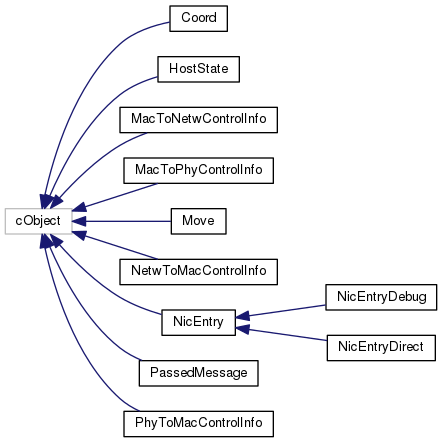 Coord
HostState
MacToNetwControlInfo
MacToPhyControlInfo
cObject
Move
NetwToMacControlInfo
NicEntryDebug
NicEntry
NicEntryDirect
PassedMessage
PhyToMacControlInfo